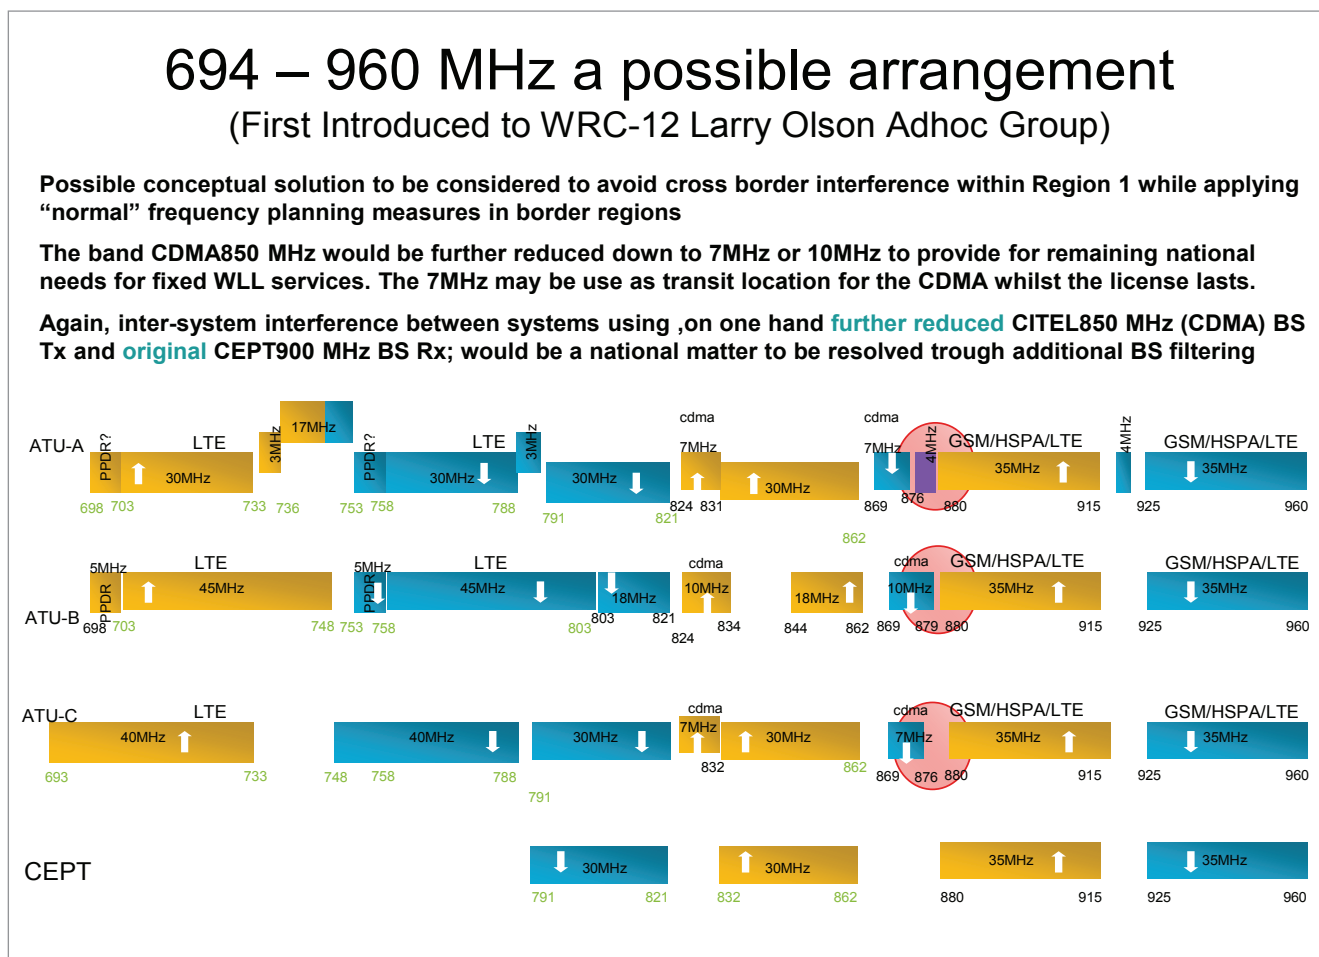 694 – 960 MHz a possible arrangement
(First Introduced to WRC-12 Larry Olson Adhoc Group)
Possible conceptual solution to be considered to avoid cross border interference within Region 1 while applying
“normal” frequency planning measures in border regions
The band CDMA850 MHz would be further reduced down to 7MHz or 10MHz to provide for remaining national
needs for fixed WLL services. The 7MHz may be use as transit location for the CDMA whilst the license lasts.
Again, inter-system interference between systems using ,on one hand further reduced CITEL850 MHz (CDMA) BS
Tx and original CEPT900 MHz BS Rx; would be a national matter to be resolved trough additional BS filtering
cdma cdma
17MHz
ATU-A PPDR? LTE 3MHz PPDR? LTE 3MHz 7MHz 7MHz 4MHz GSM/HSPA/LTE 4MHz GSM/HSPA/LTE
30MHz 30MHz 30MHz 30MHz 35MHz 35MHz
698 703 733 736 753 758 788 791 821 824 831 862 869 876 880 915 925 960
5MHz LTE 5MHz LTE cdma cdma GSM/HSPA/LTE GSM/HSPA/LTE
PPDR 45MHz PPDR 45MHz 18MHz 10MHz 18MHz 10MHz 35MHz 35MHz
ATU-B
698 703 748 753 758 803 803 821 824 834 844 862 869 879 880 915 925 960
ATU-C LTE cdma cdma GSM/HSPA/LTE GSM/HSPA/LTE
40MHz 40MHz 30MHz 7MHz 30MHz 7MHz 35MHz 35MHz
693 733 748 758 788 791 832 862 869 876 880 915 925 960
CEPT 30MHz 30MHz 35MHz 35MHz
791 821 832 862 880 915 925 960